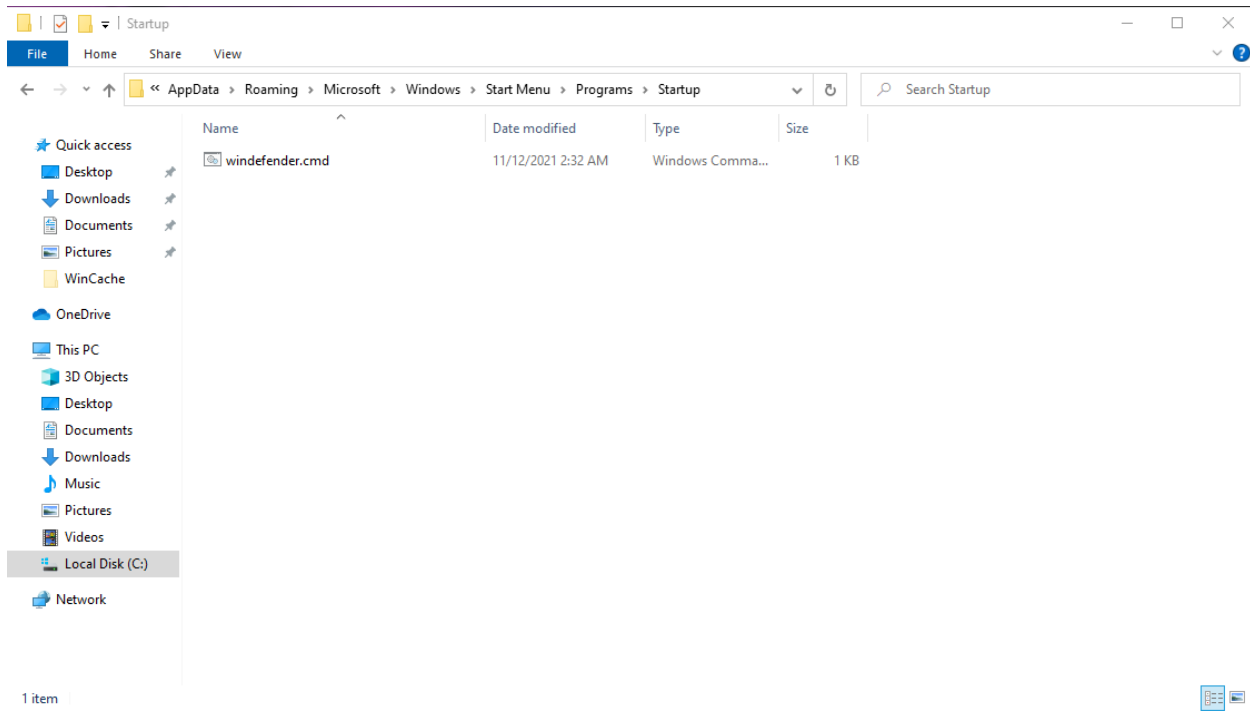 Startup
File Home Share View
« AppData › Roaming › Microsoft › Windows › Start Menu › Programs › Startup
Search Startup
Name Date modified Type Size
windefender.cmd 11/12/2021 2:32 AM Windows Comma... 1 KB
Quick access
Desktop
Downloads
Documents
Pictures
WinCache
OneDrive
This PC
3D Objects
Desktop
Documents
Downloads
Music
Pictures
Videos
Local Disk (C:)
Network
1 item